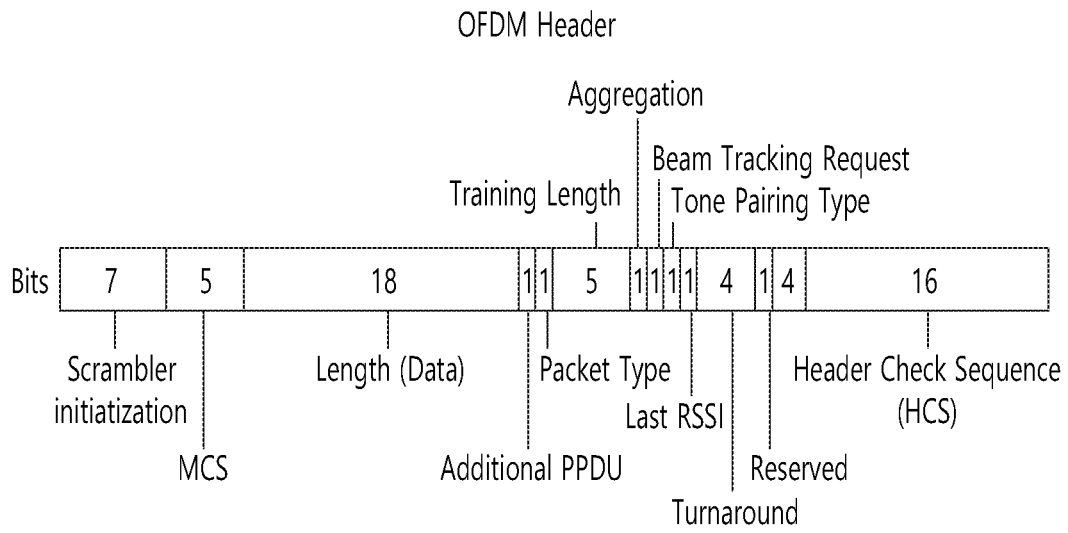 OFDM Header
Aggregation
Beam Tracking Request
Training Length
Tone Pairing Type
Bits 7 5 18 1 1 5 1 1 1 1 4 1 4 16
Scrambler
initiatization
Length (Data)
Packet Type
Header Check Sequence
(HCS)
Last RSSI
MCS
Additional PPDU
Reserved
Turnaround